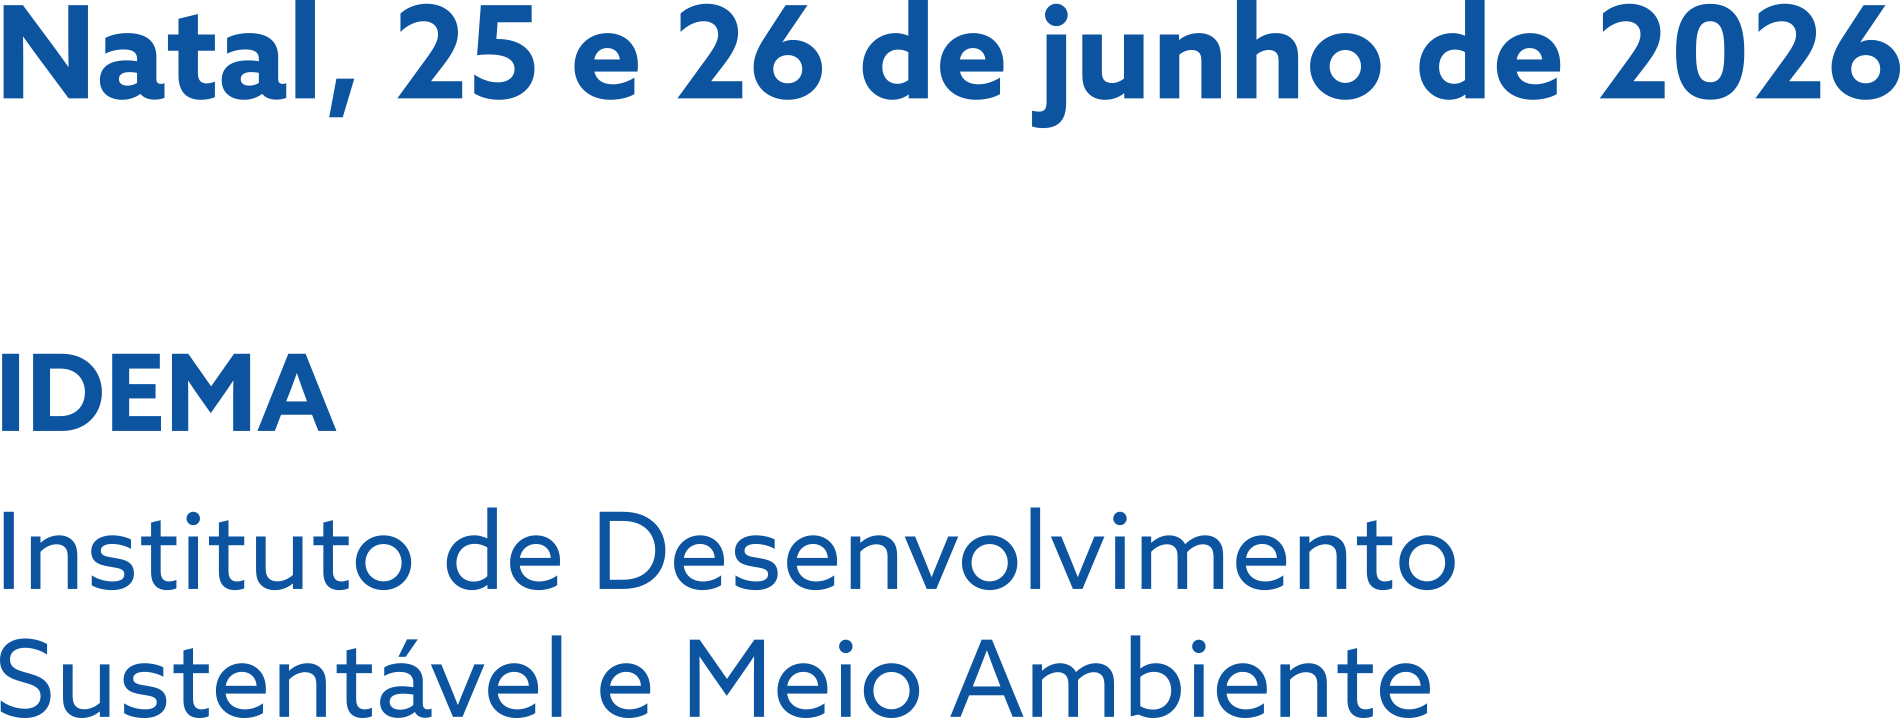 Natal, 25 e 26 de junho de 2026
IDEMA
Instituto de Desenvolvimento
Sustentável e Meio Ambiente